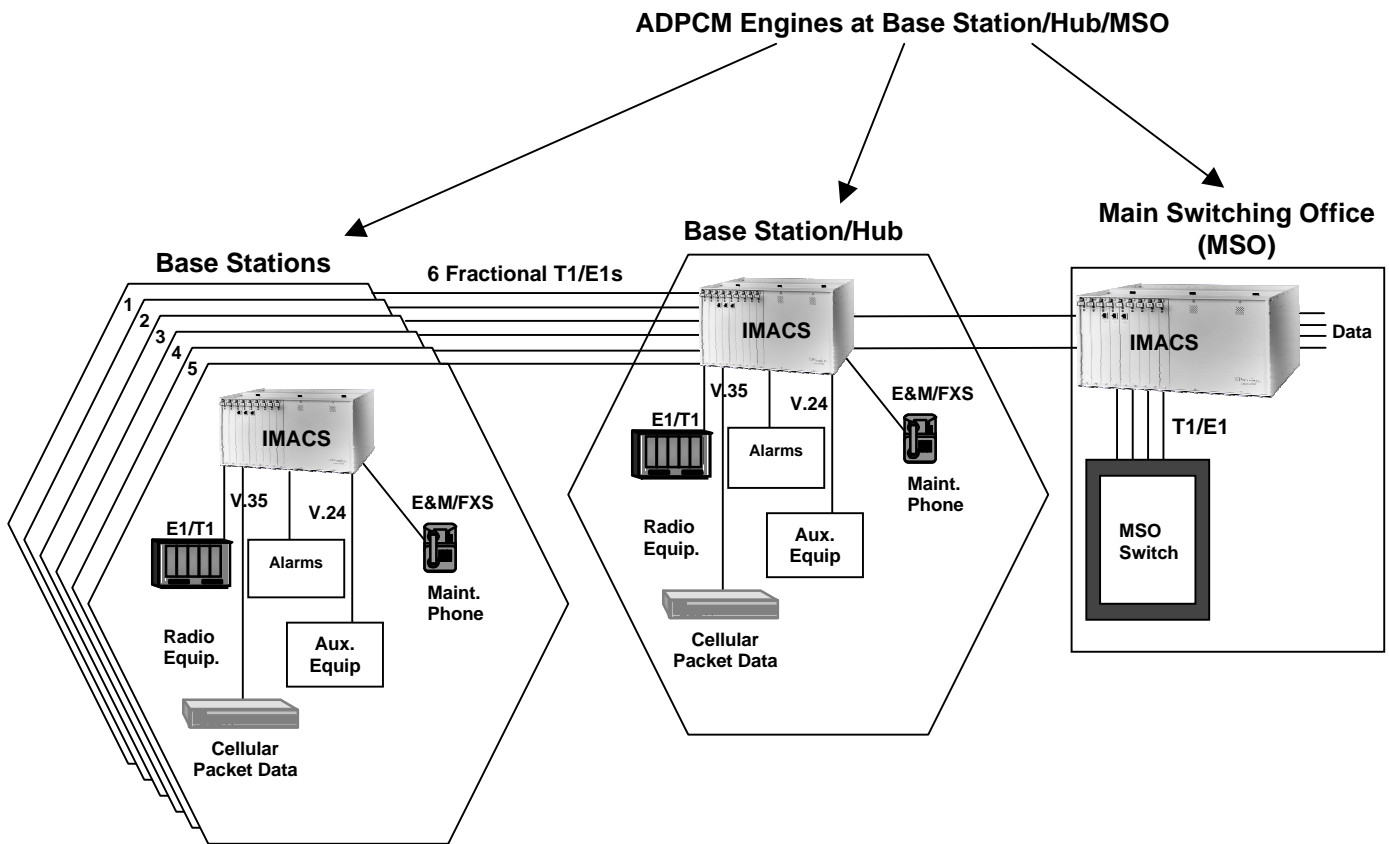 ADPCM Engines at Base Station/Hub/MSO
Main Switching Office
(MSO)
Base Station/Hub
Base Stations
6 Fractional T1/E1s
1
2
3
4
5
IMACS
V.35
V.24
E1/T1
E&M/FXS
Alarms
Maint.
Phone
Radio
Equip.
Aux.
Equip
Cellular
Packet Data
IMACS
V.35
V.24
E1/T1
E&M/FXS
Alarms
Maint.
Phone
Radio
Equip.
Aux.
Equip
Cellular
Packet Data
IMACS
Data
T1/E1
MSO
Switch